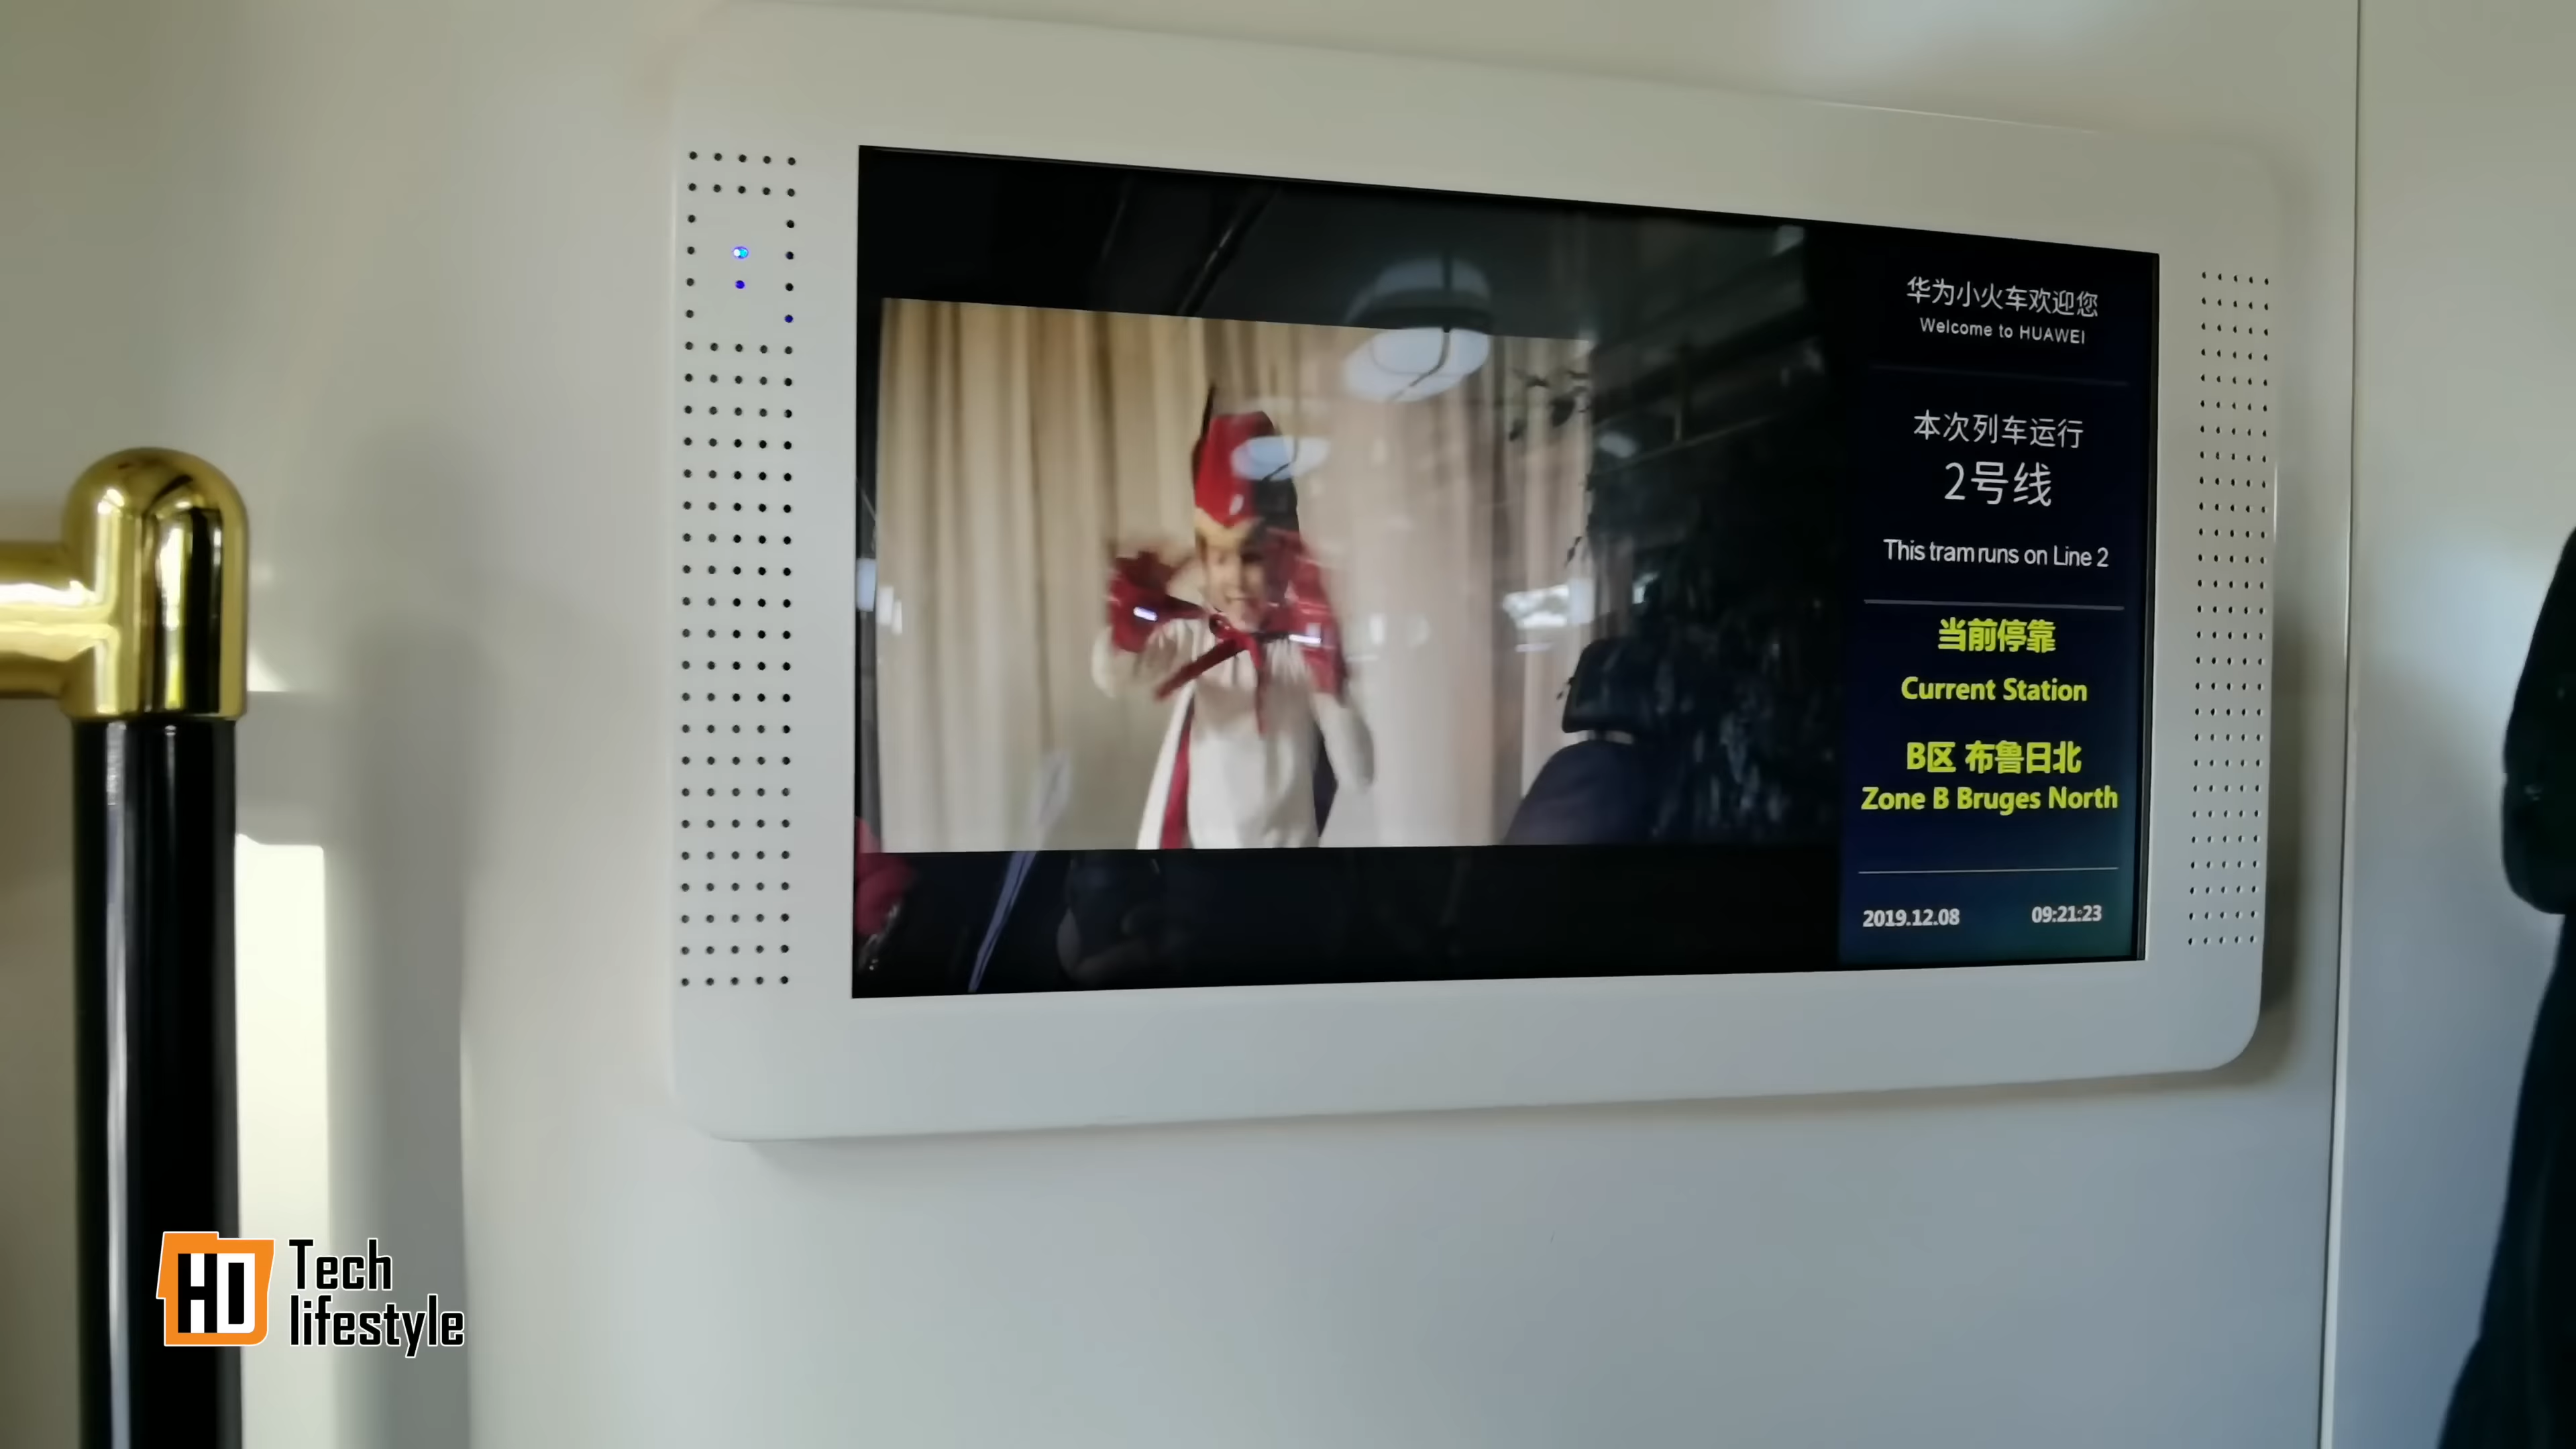 华为小火车欢迎您
Welcome to HUAWEI
本次列车运行
2号线
This tram runs on Line 2
当前停靠
Current Station
B区 布鲁日北
Zone B Bruges North
2019.12.08 09:21:23
HD Tech
lifestyle